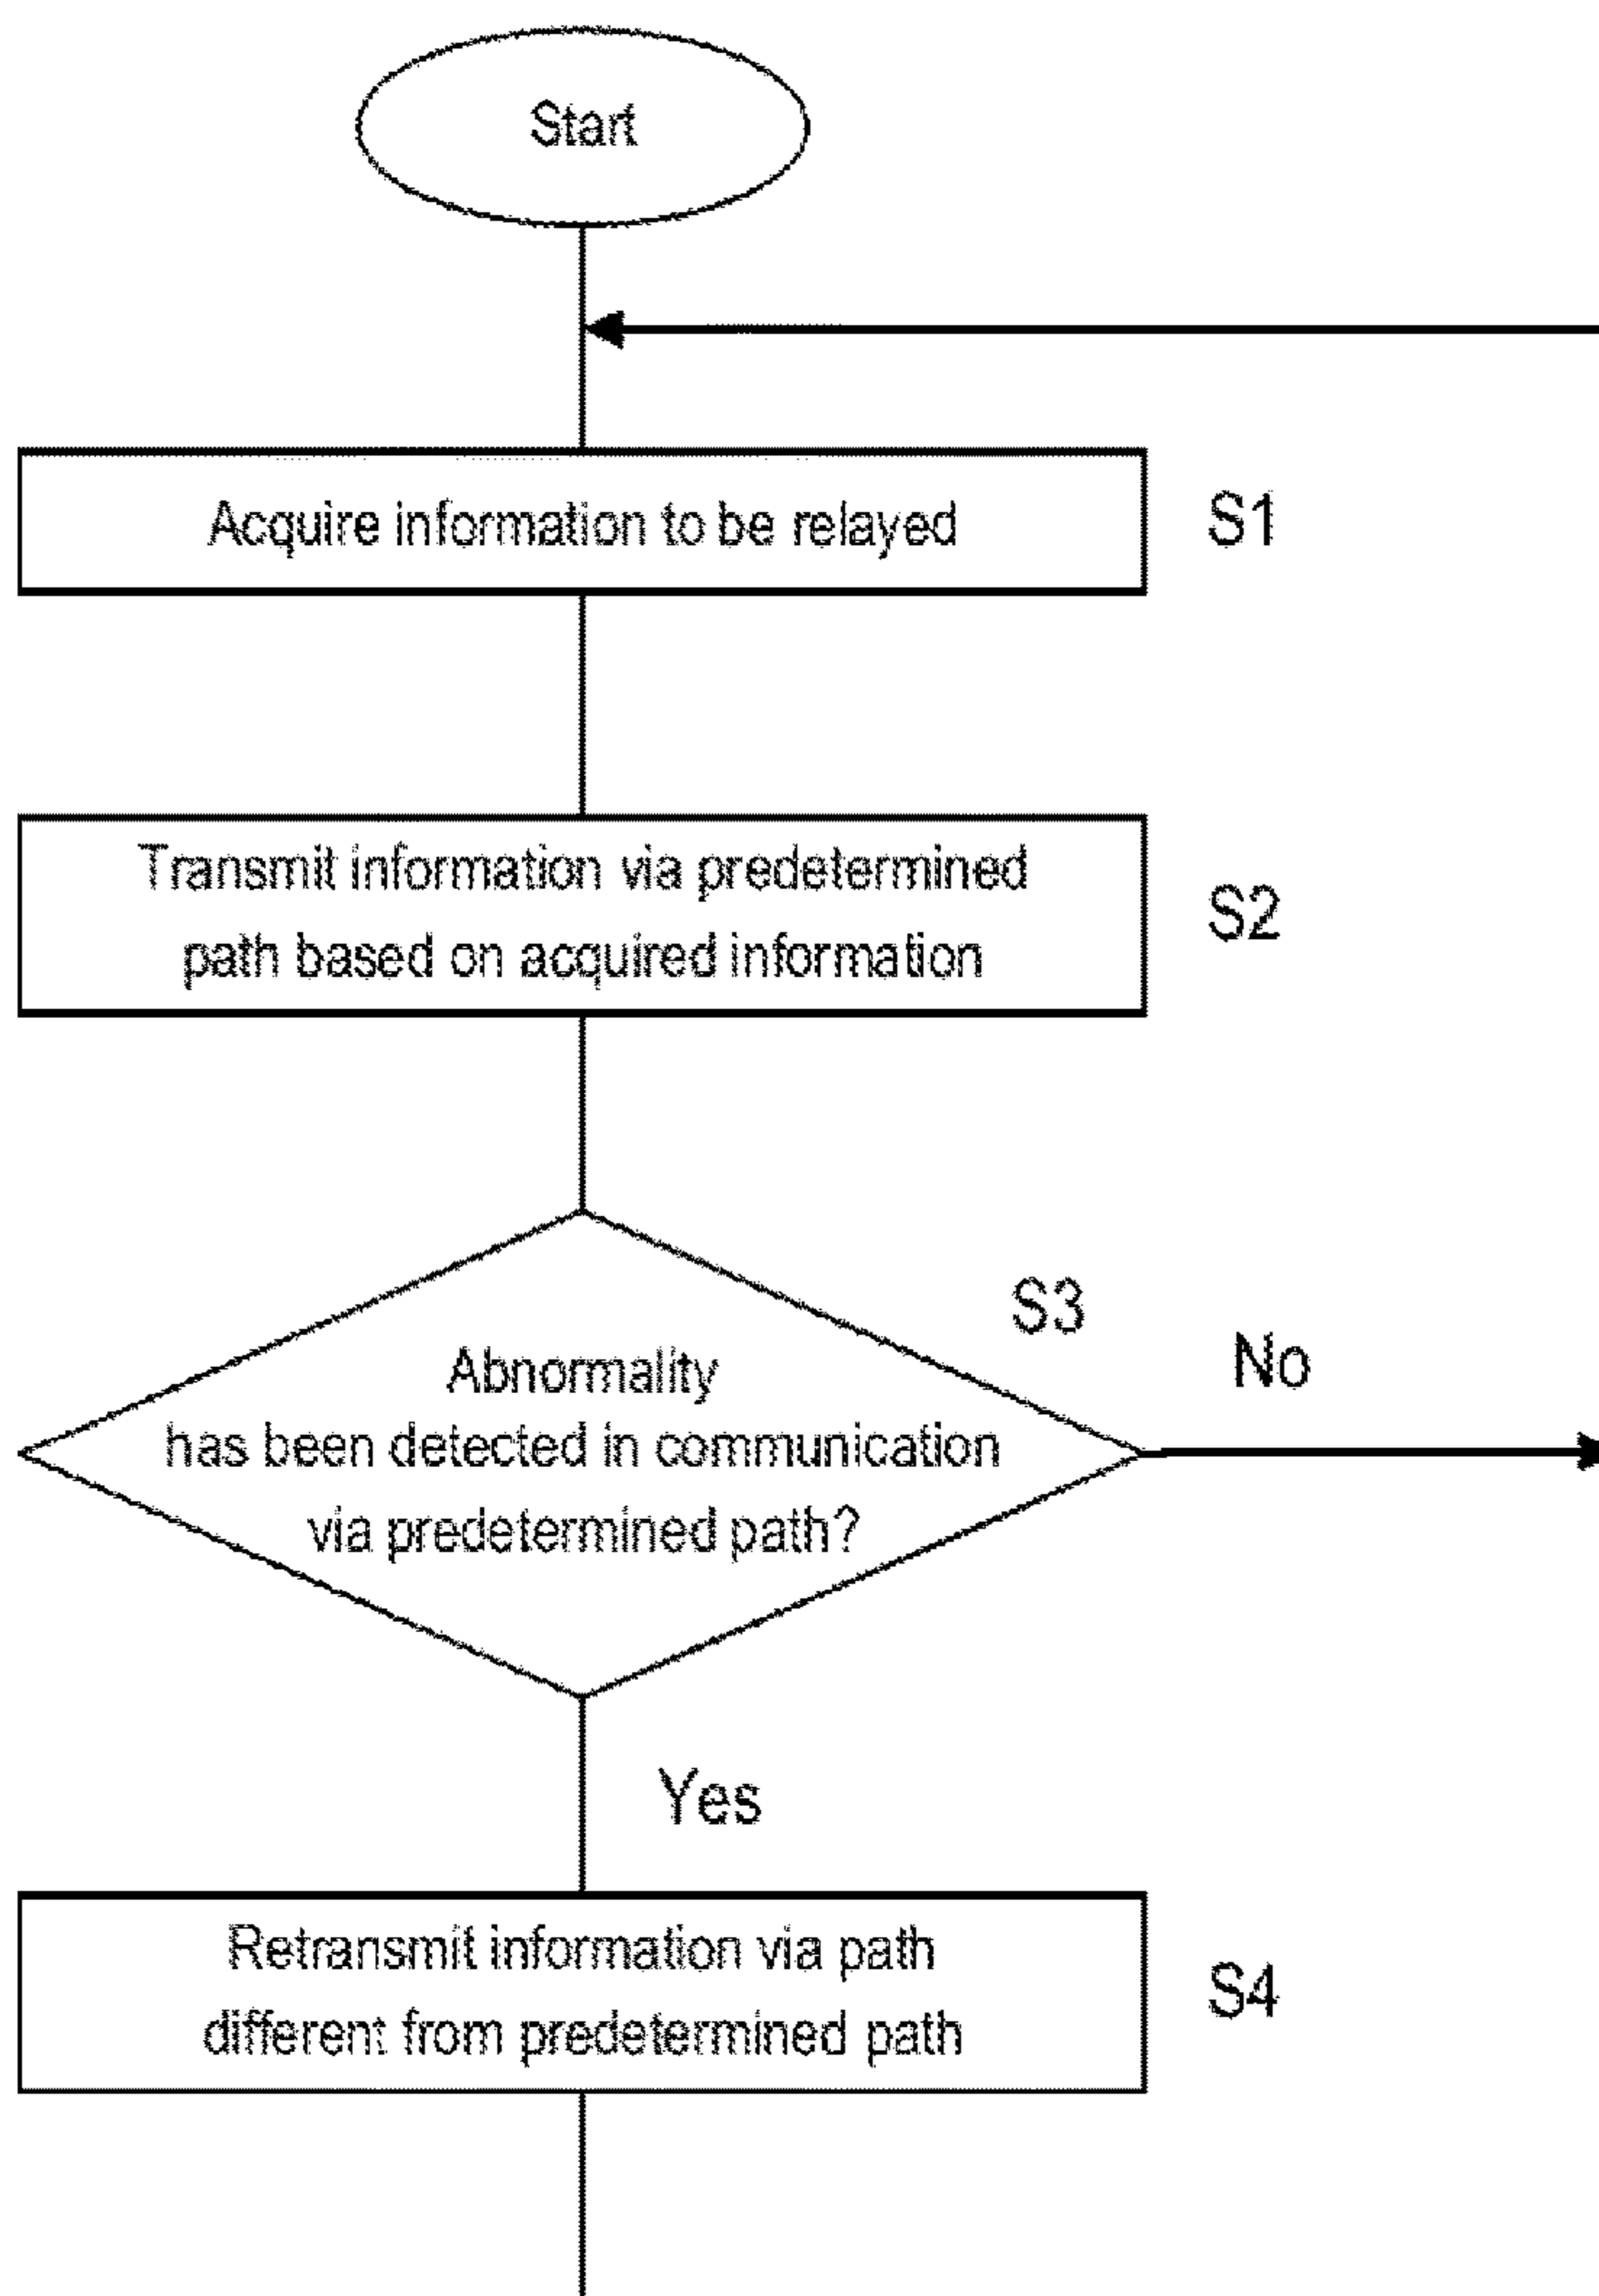 Start
Acquire information to be relayed
S1
Transmit information via predetermined
path based on acquired information
S2
S3
Abnormality
has been detected in communication
via predetermined path?
No
Yes
Retransmit information via path
different from predetermined path
S4